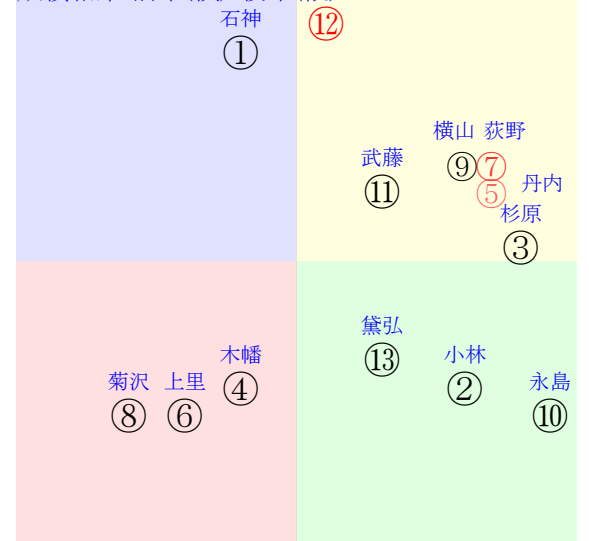 石神
①
⑫
横山 荻野
武藤
⑨⑦
⑪
⑤
丹内
杉原
③
黛弘
⑬
小林
②
木幡
④
菊沢
⑧
上里
⑥
永島
⑩